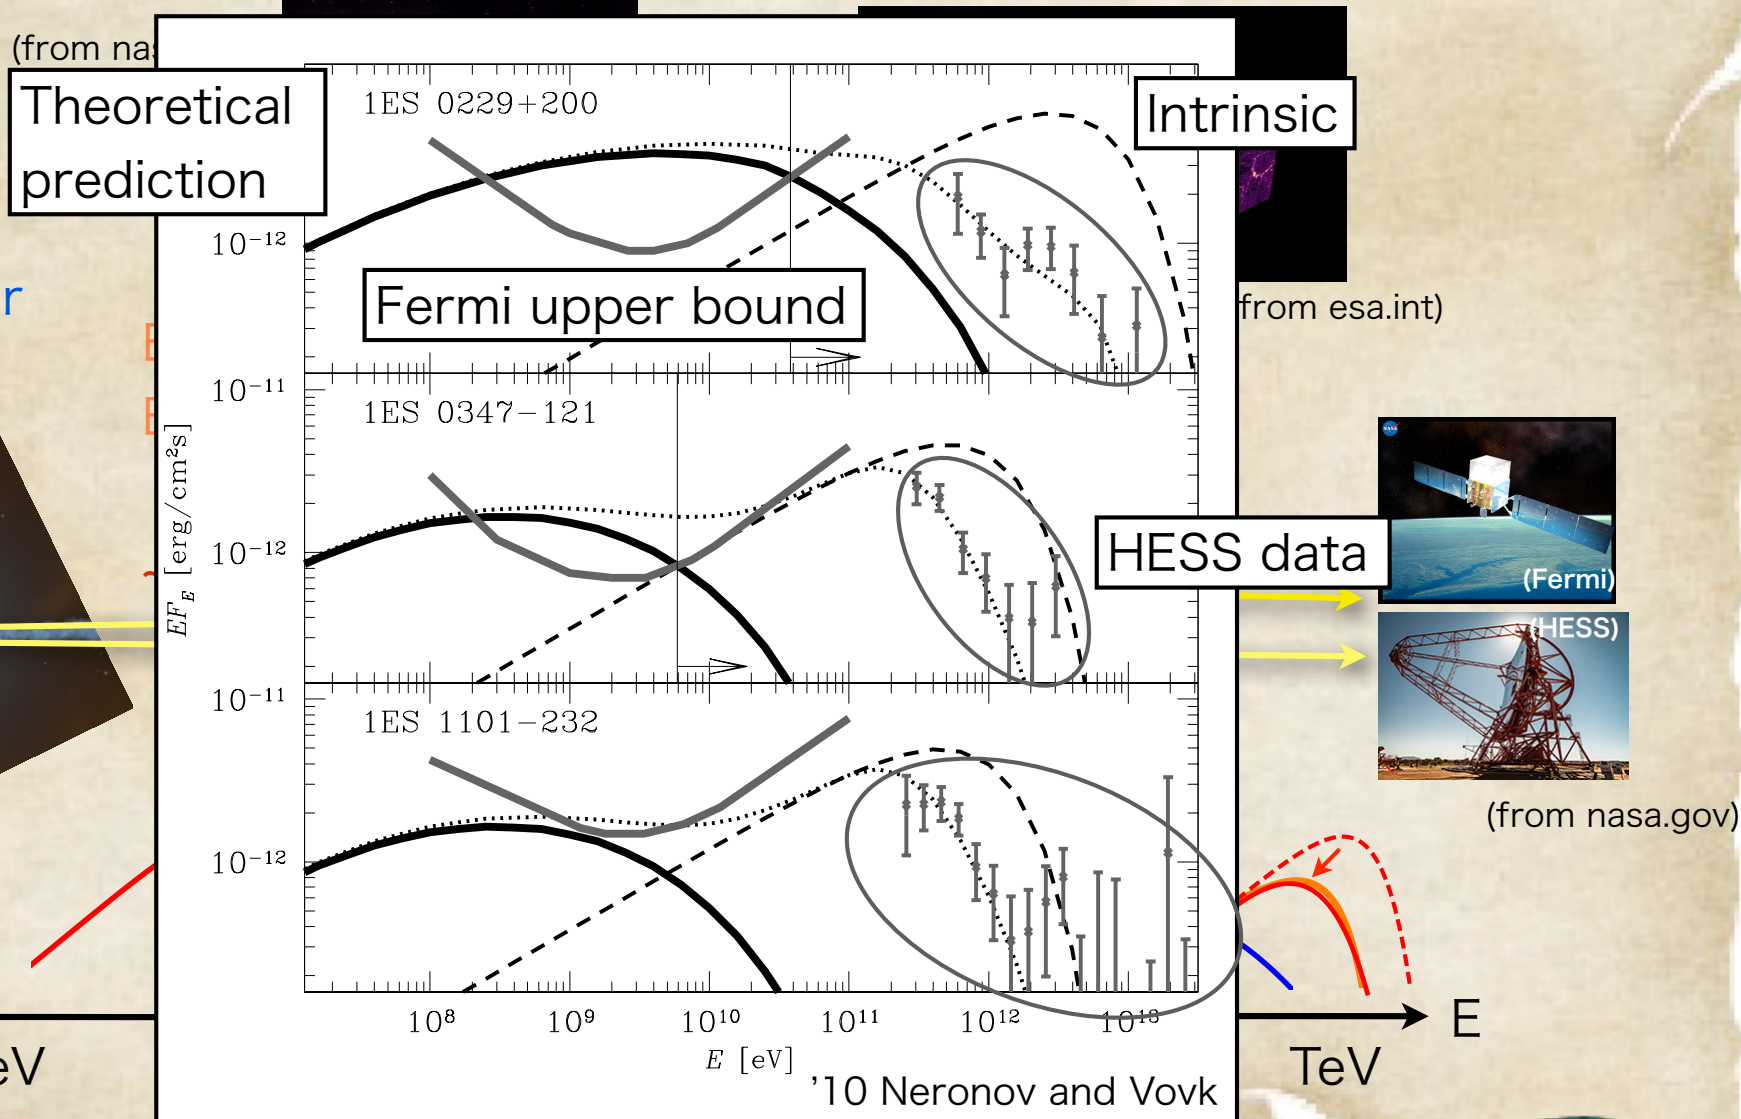 (from nas
Theoretical
prediction
Intrinsic
1ES 0229+200
10⁻¹²
Fermi upper bound
r
from esa.int)
E
E
10⁻¹¹
1ES 0347−121
EF_E [erg/cm²s]
10⁻¹²
HESS data
(Fermi)
(HESS)
~
10⁻¹¹
1ES 1101−232
(from nasa.gov)
10⁻¹²
10⁸ 10⁹ 10¹⁰ 10¹¹ 10¹² 10¹³
E
E [eV]
eV
TeV
'10 Neronov and Vovk